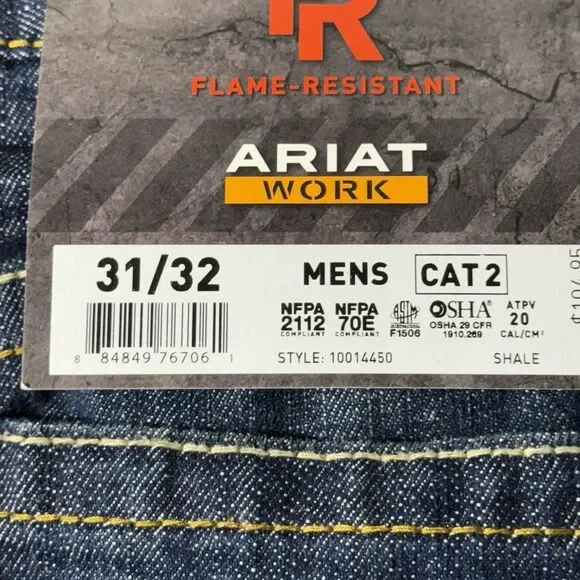 FR
FLAME-RESISTANT
ARIAT
WORK
31/32 MENS CAT 2
NFPA 2112 COMPLIANT
NFPA 70E COMPLIANT
ASTM
F1506
OSHA
OSHA 29 CFR
1910.269
ATPV
20
CAL/CM²
8 84849 76706 1
STYLE: 10014450 SHALE